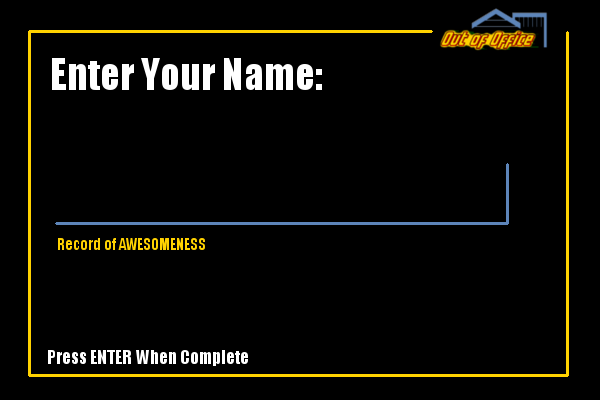 Out of Office
Enter Your Name:
Record of AWESOMENESS
Press ENTER When Complete